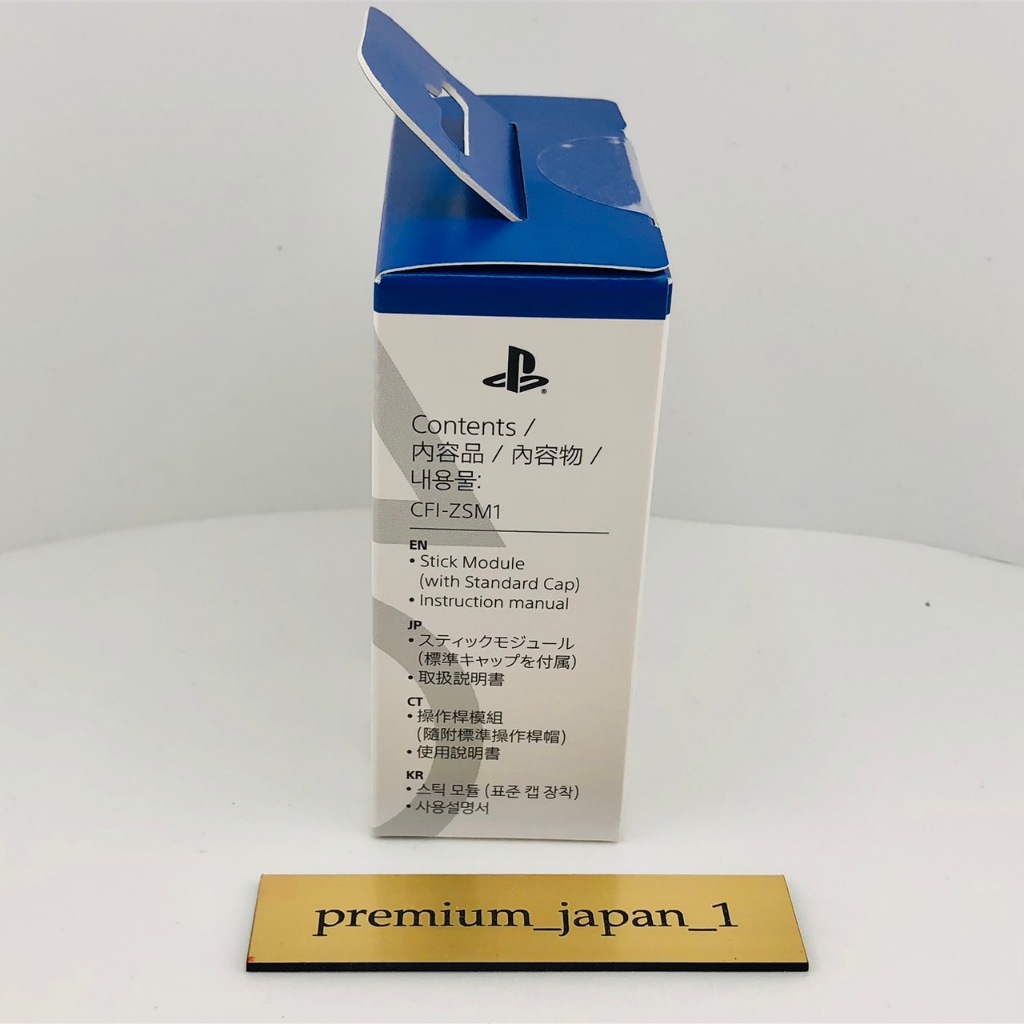 Contents /
内容品 / 內容物 /
내용물:
CFI-ZSM1
EN
• Stick Module
(with Standard Cap)
• Instruction manual
JP
• スティックモジュール
(標準キャップを付属)
• 取扱説明書
CT
• 操作桿模組
(隨附標準操作桿帽)
• 使用說明書
KR
• 스틱 모듈 (표준 캡 장착)
• 사용설명서
premium_japan_1